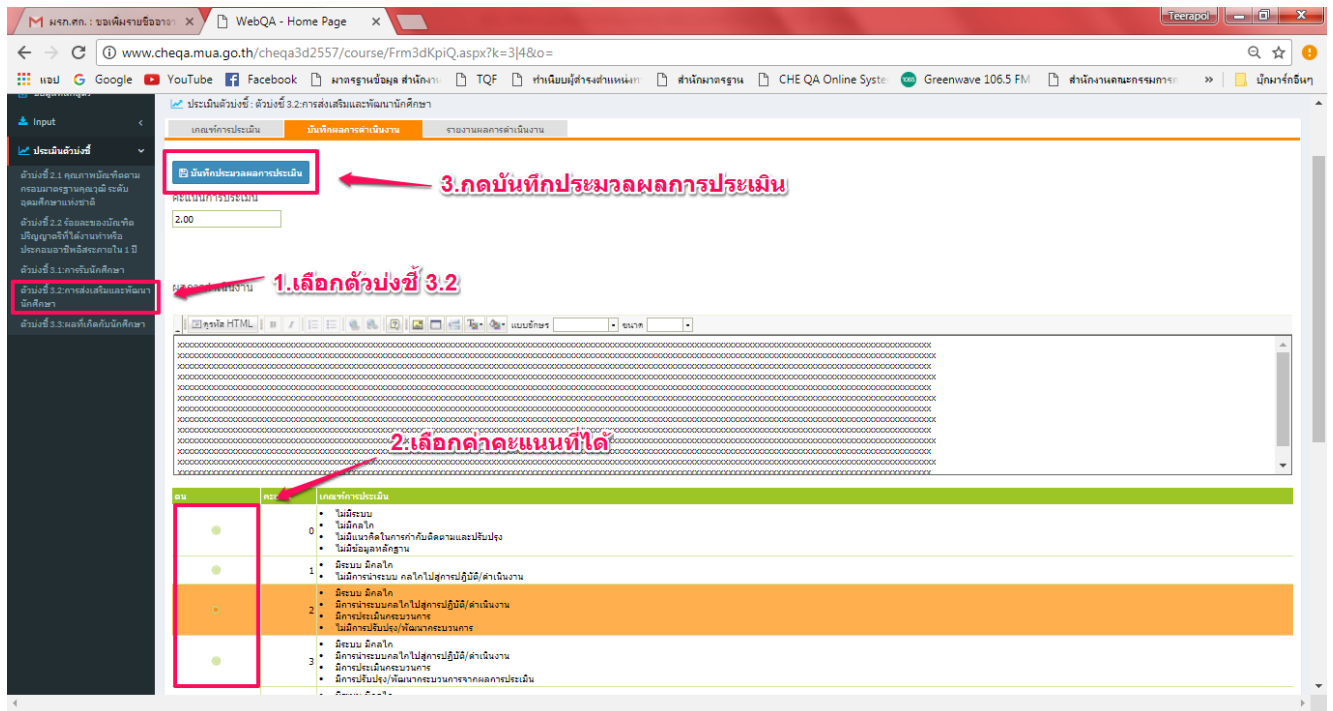 มรภ.ศก. : ขอเพิ่มรายชื่ออาจา
WebQA - Home Page
Teerapol
www.cheqa.mua.go.th/cheqa3d2557/course/Frm3dKpiQ.aspx?k=3|4&o=
แอป
Google
YouTube
Facebook
มาตรฐานข้อมูล สำนักงาน
TQF
ทำเนียบผู้ดำรงตำแหน่งท
สำนักมาตรฐาน
CHE QA Online Syste
Greenwave 106.5 FM
สำนักงานคณะกรรมการก
»
บุ๊กมาร์กอื่นๆ
ประเมินตัวบ่งชี้ : ตัวบ่งชี้ 3.2:การส่งเสริมและพัฒนานักศึกษา
Input
เกณฑ์การประเมิน
บันทึกผลการดำเนินงาน
รายงานผลการดำเนินงาน
ประเมินตัวบ่งชี้
ตัวบ่งชี้ 2.1 คุณภาพบัณฑิตตาม
กรอบมาตรฐานคุณวุฒิ ระดับ
อุดมศึกษาแห่งชาติ
ตัวบ่งชี้ 2.2 ร้อยละของบัณฑิต
ปริญญาตรีที่ได้งานทำหรือ
ประกอบอาชีพอิสระภายใน 1 ปี
ตัวบ่งชี้ 3.1:การรับนักศึกษา
ตัวบ่งชี้ 3.2:การส่งเสริมและพัฒนา
นักศึกษา
ตัวบ่งชี้ 3.3:ผลที่เกิดกับนักศึกษา
บันทึกประมวลผลการประเมิน
3.กดบันทึกประมวลผลการประเมิน
คะแนนการประเมิน
2.00
1.เลือกตัวบ่งชี้ 3.2
ดูรหัส HTML
แบบอักษร
ขนาด
2.เลือกค่าคะแนนที่ได้
ตน
เกณฑ์การประเมิน
0
• ไม่มีระบบ
• ไม่มีกลไก
• ไม่มีแนวคิดในการกำกับติดตามและปรับปรุง
• ไม่มีข้อมูลหลักฐาน
1
• มีระบบ มีกลไก
• ไม่มีการนำระบบ กลไกไปสู่การปฏิบัติ/ดำเนินงาน
2
• มีระบบ มีกลไก
• มีการนำระบบกลไกไปสู่การปฏิบัติ/ดำเนินงาน
• มีการประเมินกระบวนการ
• ไม่มีการปรับปรุง/พัฒนากระบวนการ
3
• มีระบบ มีกลไก
• มีการนำระบบกลไกไปสู่การปฏิบัติ/ดำเนินงาน
• มีการประเมินกระบวนการ
• มีการปรับปรุง/พัฒนากระบวนการจากผลการประเมิน